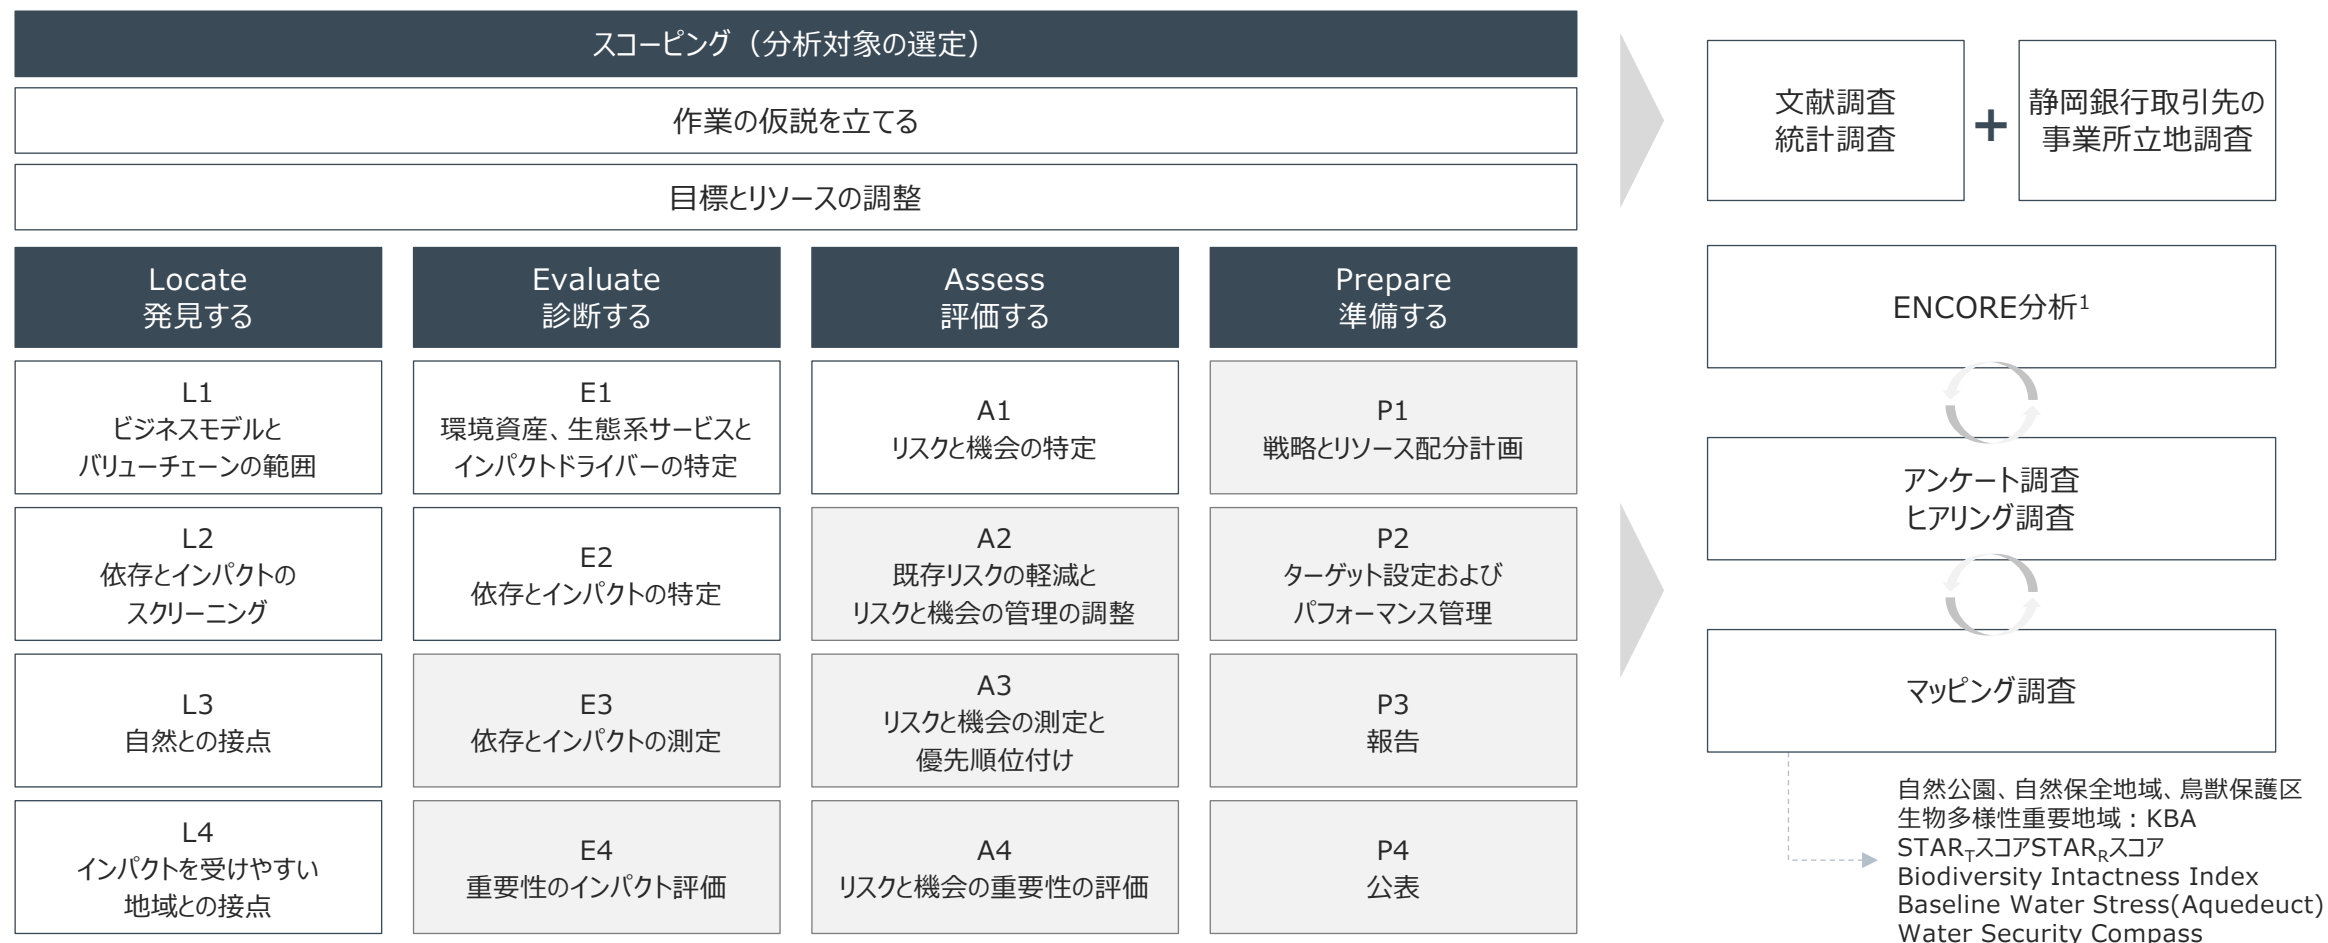 スコーピング（分析対象の選定）
作業の仮説を立てる
目標とリソースの調整
Locate
発見する
L1
ビジネスモデルと
バリューチェーンの範囲
L2
依存とインパクトの
スクリーニング
L3
自然との接点
L4
インパクトを受けやすい
地域との接点
Evaluate
診断する
E1
環境資産、生態系サービスと
インパクトドライバーの特定
E2
依存とインパクトの特定
E3
依存とインパクトの測定
E4
重要性のインパクト評価
Assess
評価する
A1
リスクと機会の特定
A2
既存リスクの軽減と
リスクと機会の管理の調整
A3
リスクと機会の測定と
優先順位付け
A4
リスクと機会の重要性の評価
Prepare
準備する
P1
戦略とリソース配分計画
P2
ターゲット設定および
パフォーマンス管理
P3
報告
P4
公表
文献調査
統計調査
+
静岡銀行取引先の
事業所立地調査
ENCORE分析1
アンケート調査
ヒアリング調査
マッピング調査
自然公園、自然保全地域、鳥獣保護区
生物多様性重要地域：KBA
STARTスコアSTARRスコア
Biodiversity Intactness Index
Baseline Water Stress(Aquedeuct)
Water Security Compass